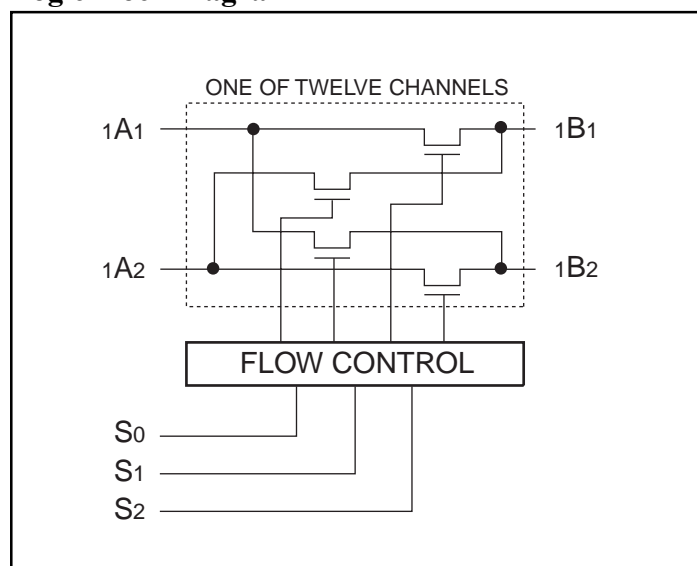 ONE OF TWELVE CHANNELS
1A1
1B1
1A2
1B2
FLOW CONTROL
S0
S1
S2